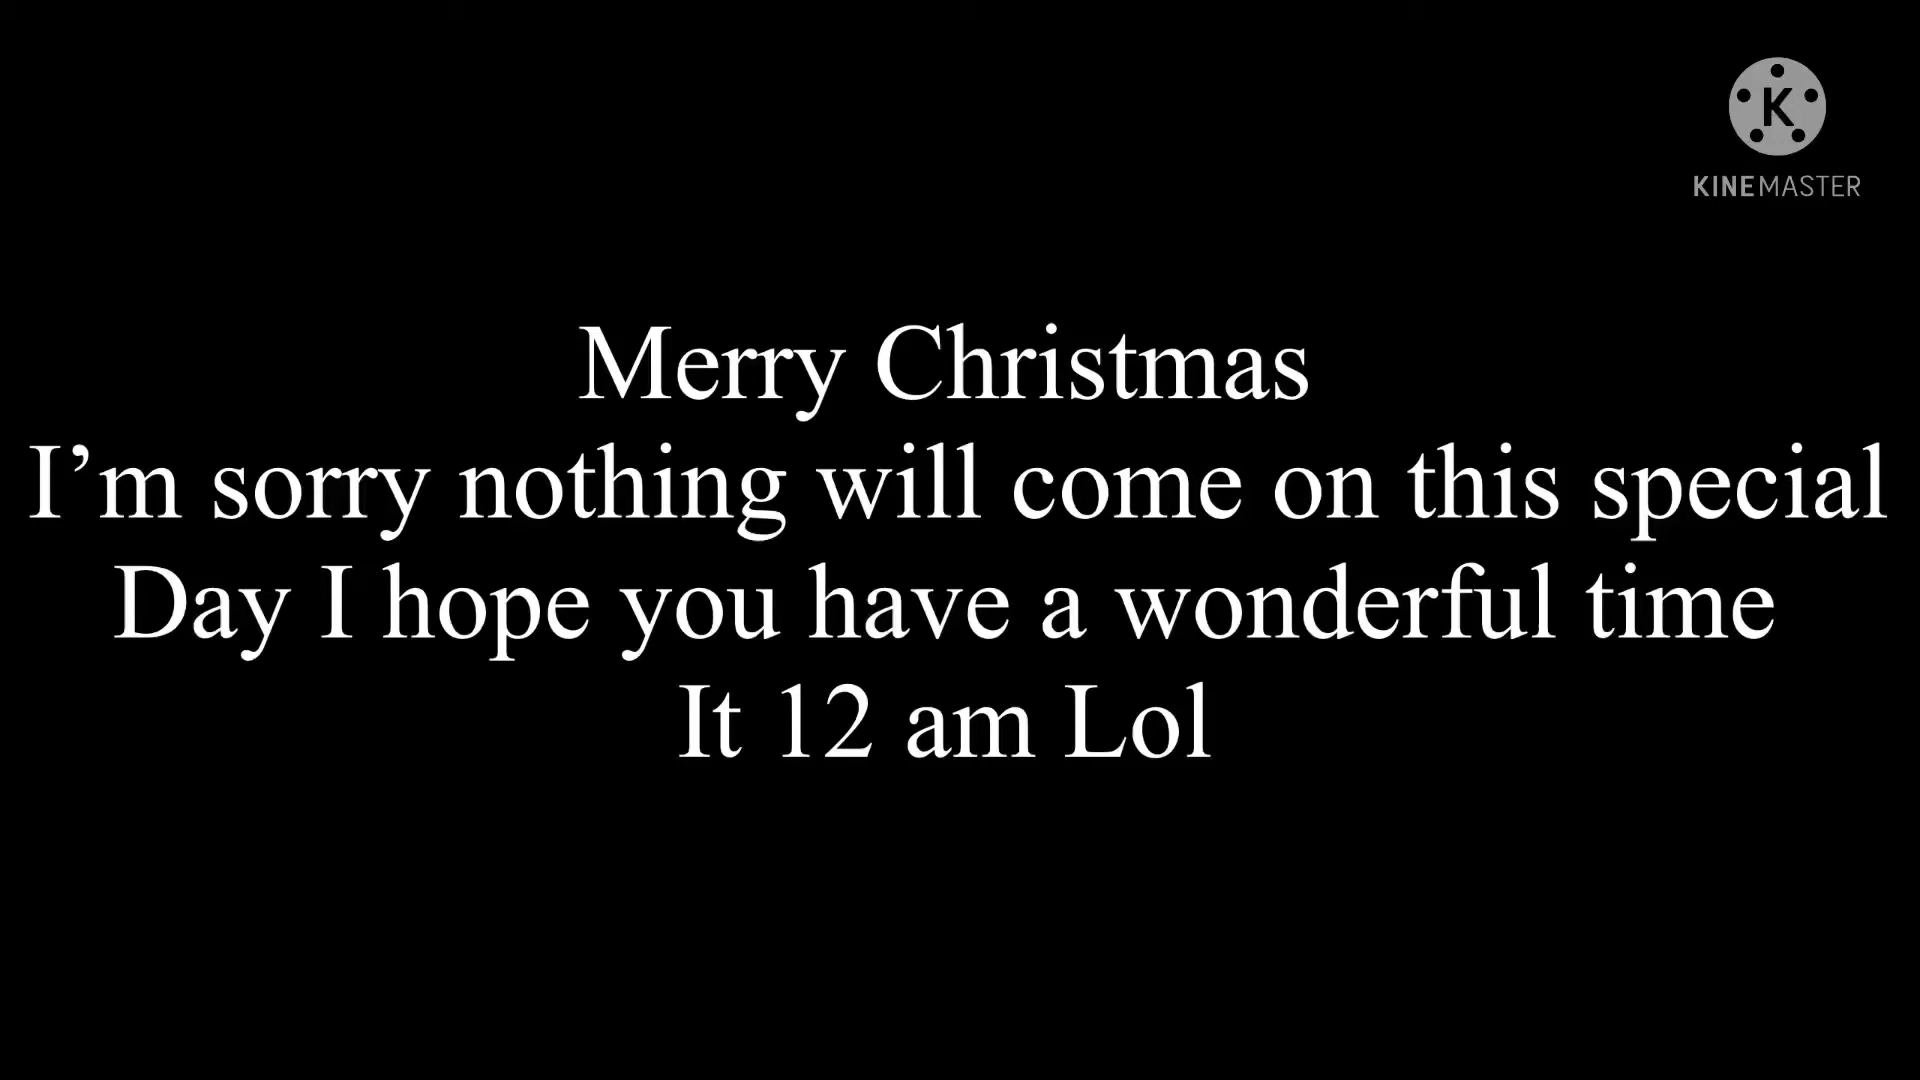 K
KINEMASTER
Merry Christmas
I’m sorry nothing will come on this special
Day I hope you have a wonderful time
It 12 am Lol